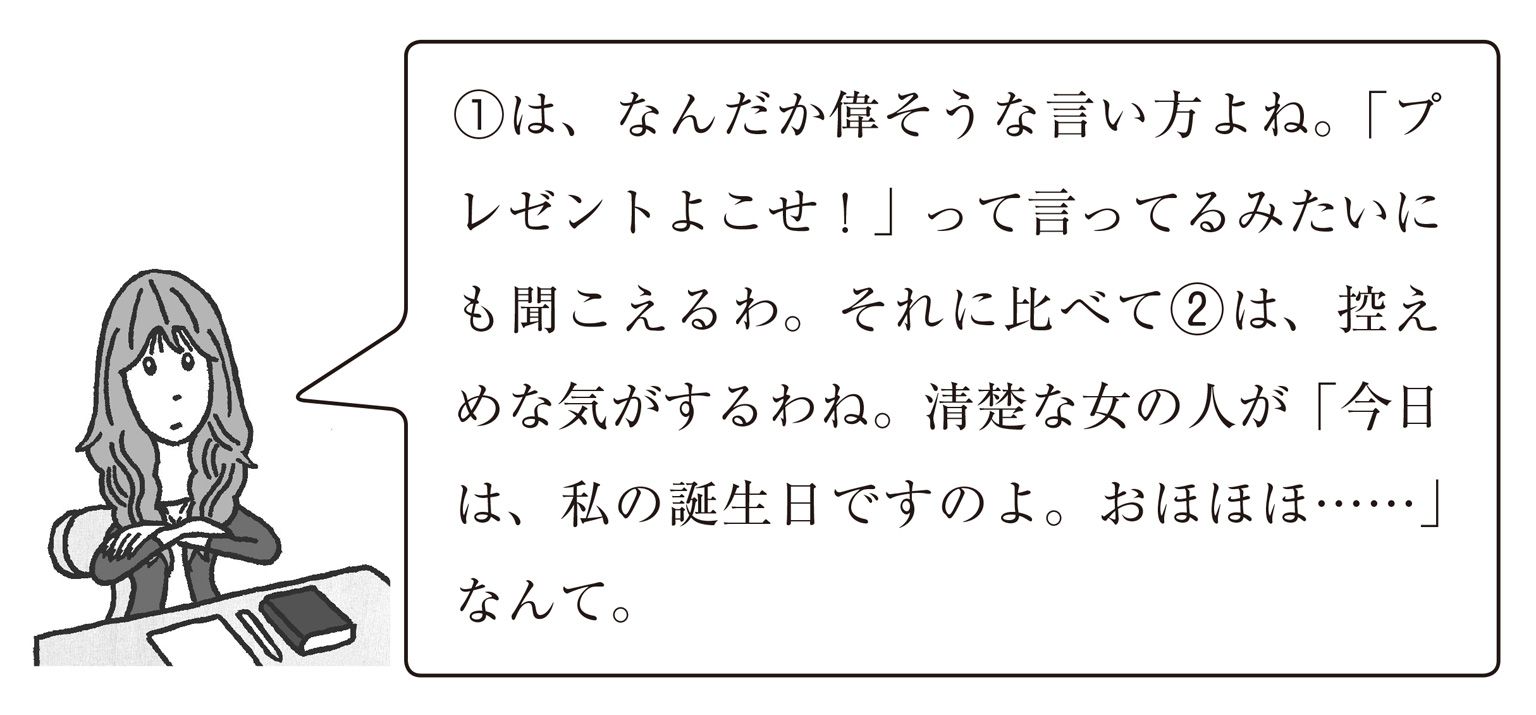 ①は、なんだか偉そうな言い方よね。「プ
レゼントよこせ！」って言ってるみたいに
も聞こえるわ。それに比べて②は、控え
めな気がするわね。清楚な女の人が「今日
は、私の誕生日ですのよ。おほほほ……」
なんて。